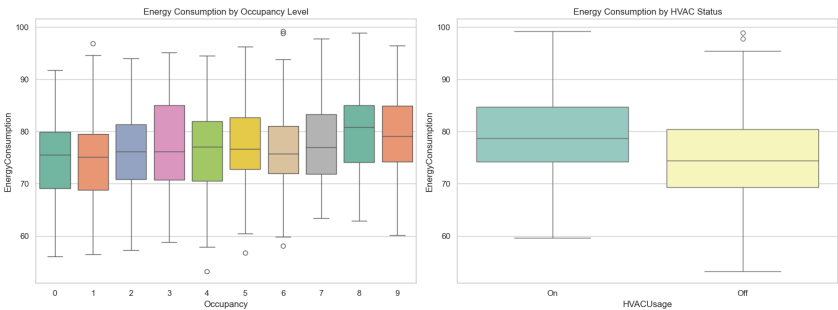 Energy Consumption by Occupancy Level
100
90
80
70
60
EnergyConsumption
0 1 2 3 4 5 6 7 8 9
Occupancy
Energy Consumption by HVAC Status
100
90
80
70
60
EnergyConsumption
On Off
HVACUsage